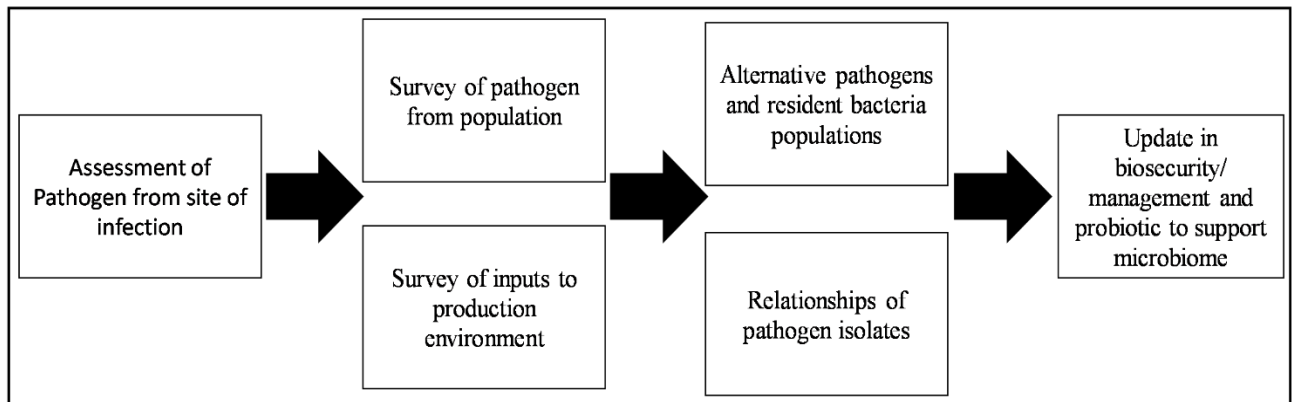 Assessment of
Pathogen from site of
infection
Survey of pathogen
from population
Survey of inputs to
production
environment
Alternative pathogens
and resident bacteria
populations
Relationships of
pathogen isolates
Update in
biosecurity/
management and
probiotic to support
microbiome